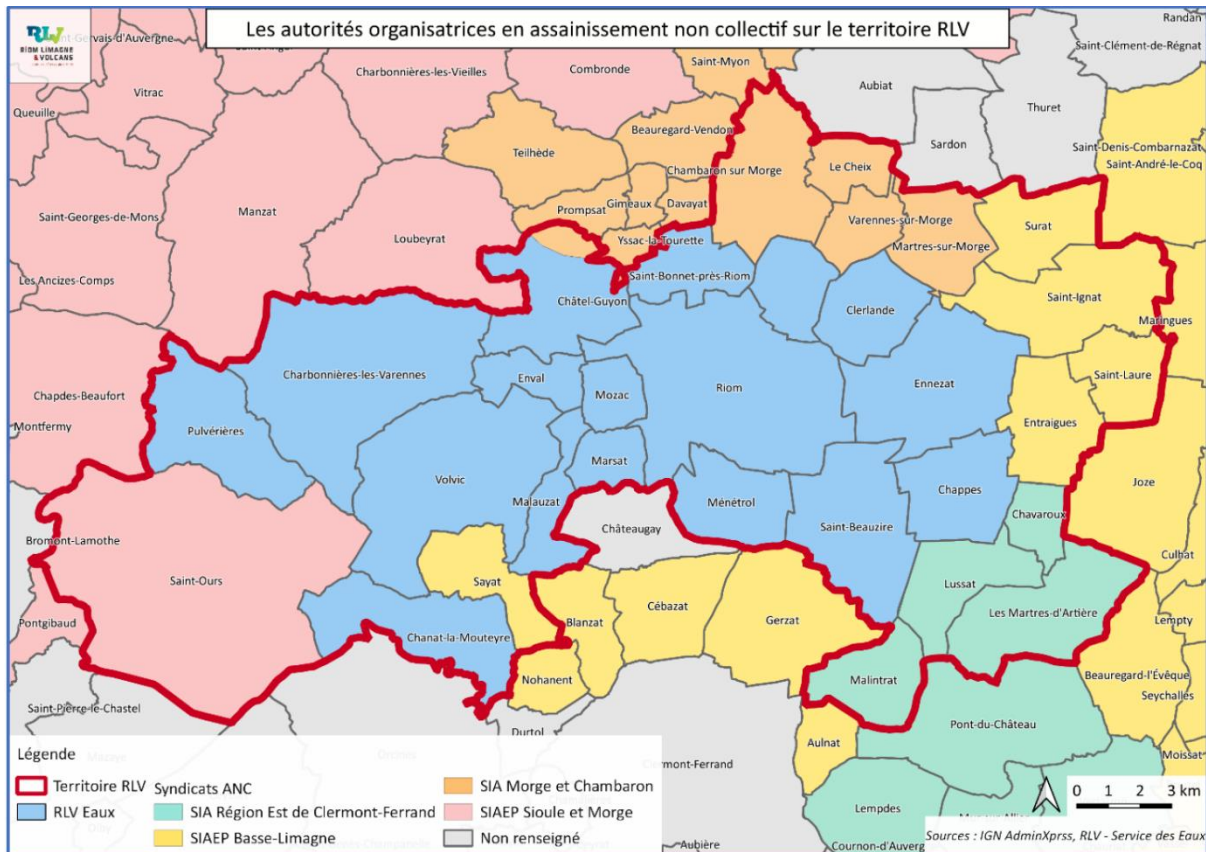 Les autorités organisatrices en assainissement non collectif sur le territoire RLV
RLV
RIOM LIMAGNE
& VOLCANS
Randan
Saint-Gervais-d'Auvergne
Saint-Clément-de-Régnat
Saint-Myon
Combronde
Charbonnières-les-Vieilles
Vitrac
Aubiat
Queuille
Thuret
Beauregard-Vendon
Sardon
Saint-Denis-Combarnazat
Teilhède
Saint-André-le-Coq
Chambaron sur Morge
Le Cheix
Gimeaux
Davayat
Prompsat
Manzat
Saint-Georges-de-Mons
Varennes-sur-Morge
Surat
Loubeyrat
Yssac-la-Tourette
Martres-sur-Morge
Saint-Bonnet-près-Riom
Les Ancizes-Comps
Saint-Ignat
Châtel-Guyon
Clerlande
Maringues
Charbonnières-les-Varennes
Enval
Ennezat
Saint-Laure
Riom
Mozac
Chapdes-Beaufort
Entraigues
Montfermy
Pulvérières
Marsat
Volvic
Joze
Malauzat
Ménétrol
Chappes
Chavaroux
Saint-Beauzire
Châteaugay
Bromont-Lamothe
Culhat
Saint-Ours
Sayat
Lussat
Cébazat
Les Martres-d'Artière
Pontgibaud
Blanzat
Gerzat
Lempty
Chanat-la-Mouteyre
Nohanent
Malintrat
Beauregard-l'Évêque
Seychalles
Saint-Pierre-le-Chastel
Durtol
Pont-du-Château
Aulnat
Moissat
Clermont-Ferrand
Lempdes
Aubière
Cournon-d'Auverg
Légende
Territoire RLV
RLV Eaux
Syndicats ANC
SIA Région Est de Clermont-Ferrand
SIAEP Basse-Limagne
SIA Morge et Chambaron
SIAEP Sioule et Morge
Non renseigné
0 1 2 3 km
Sources : IGN AdminXprss, RLV - Service des Eaux